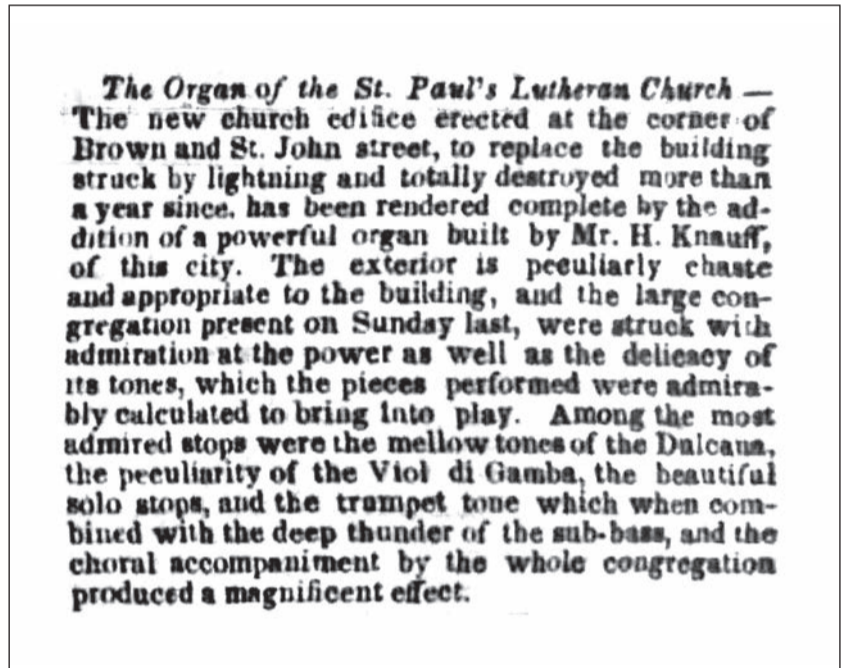 The Organ of the St. Paul's Lutheran Church —
The new church edifice erected at the corner of
Brown and St. John street, to replace the building
struck by lightning and totally destroyed more than
a year since, has been rendered complete by the ad-
dition of a powerful organ built by Mr. H. Knauff,
of this city. The exterior is peculiarly chaste
and appropriate to the building, and the large con-
gregation present on Sunday last, were struck with
admiration at the power as well as the delicacy of
its tones, which the pieces performed were admira-
bly calculated to bring into play. Among the most
admired stops were the mellow tones of the Dulcana,
the peculiarity of the Viol di Gamba, the beautiful
solo stops, and the trumpet tone which when com-
bined with the deep thunder of the sub-bass, and the
choral accompaniment by the whole congregation
produced a magnificent effect.